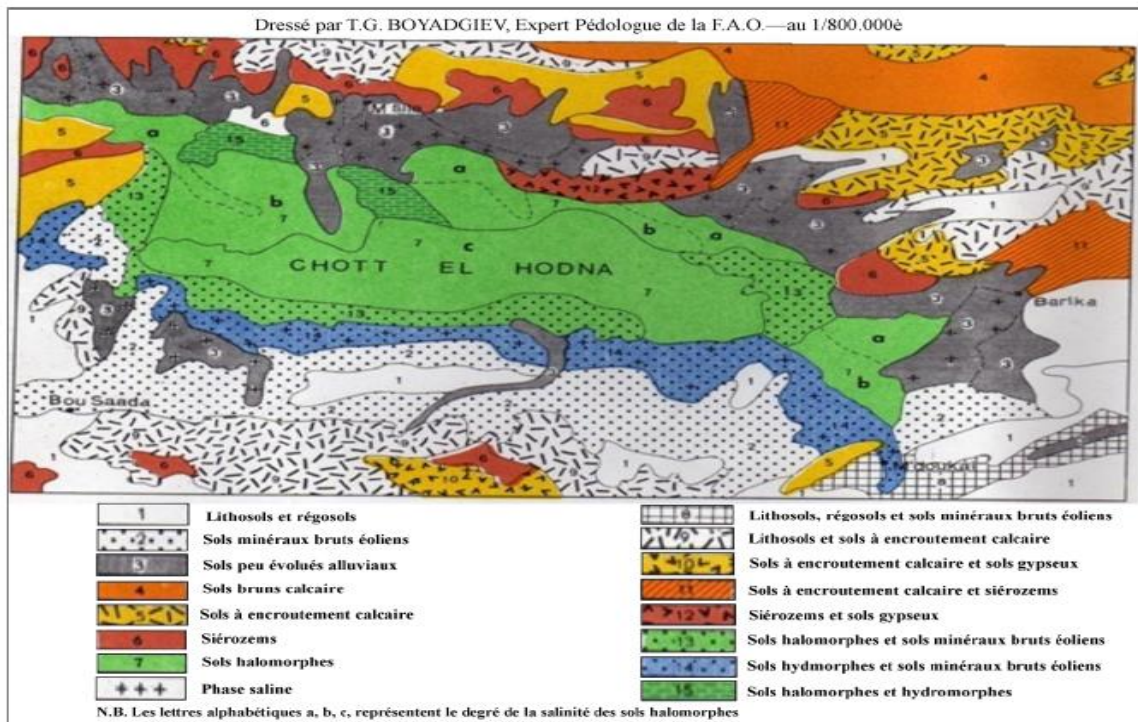 Dressé par T.G. BOYADGIEV, Expert Pédologue de la F.A.O.—au 1/800.000è
M'sila
CHOTT EL HODNA
Barika
Bou Saada
M'doukal
1 Lithosols et régosols
2 Sols minéraux bruts éoliens
3 Sols peu évolués alluviaux
4 Sols bruns calcaire
5 Sols à encroutement calcaire
6 Siérozems
7 Sols halomorphes
Phase saline
8 Lithosols, régosols et sols minéraux bruts éoliens
9 Lithosols et sols à encroutement calcaire
10 Sols à encroutement calcaire et sols gypseux
11 Sols à encroutement calcaire et siérozems
12 Siérozems et sols gypseux
13 Sols halomorphes et sols minéraux bruts éoliens
14 Sols hydmorphes et sols minéraux bruts éoliens
15 Sols halomorphes et hydromorphes
N.B. Les lettres alphabétiques a, b, c, représentent le degré de la salinité des sols halomorphes